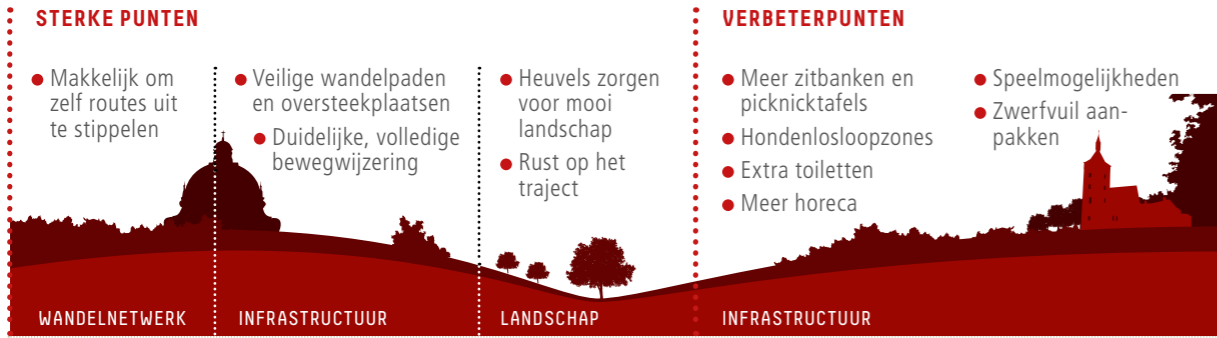 STERKE PUNTEN
● Makkelijk om
zelf routes uit
te stippelen
● Veilige wandelpaden
en oversteekplaatsen
● Duidelijke, volledige
bewegwijzering
● Heuvels zorgen
voor mooi
landschap
● Rust op het
traject
WANDELNETWERK
INFRASTRUCTUUR
LANDSCHAP
VERBETERPUNTEN
● Meer zitbanken en
picknicktafels
● Hondenlosloopzones
● Extra toiletten
● Meer horeca
● Speelmogelijkheden
● Zwerfvuil aan-
pakken
INFRASTRUCTUUR